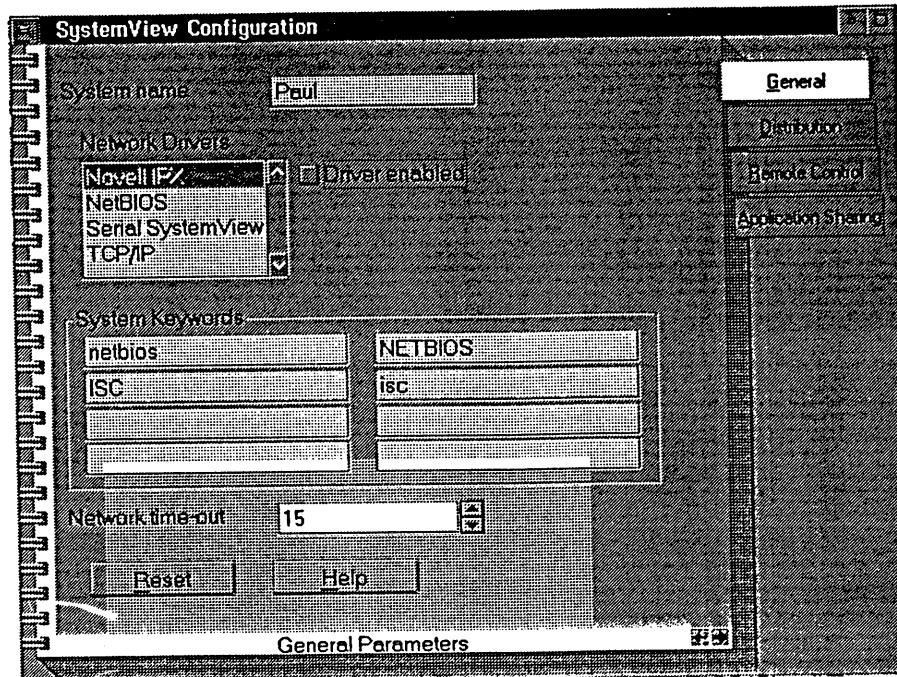 SystemView Configuration
System name
Paul
General
Distribution
Remote Control
Application Sharing
Network Drivers
Novell IPX
NetBIOS
Serial SystemView
TCP/IP
Driver enabled
System Keywords
netbios
NETBIOS
ISC
isc
Network time-out
15
Reset
Help
General Parameters